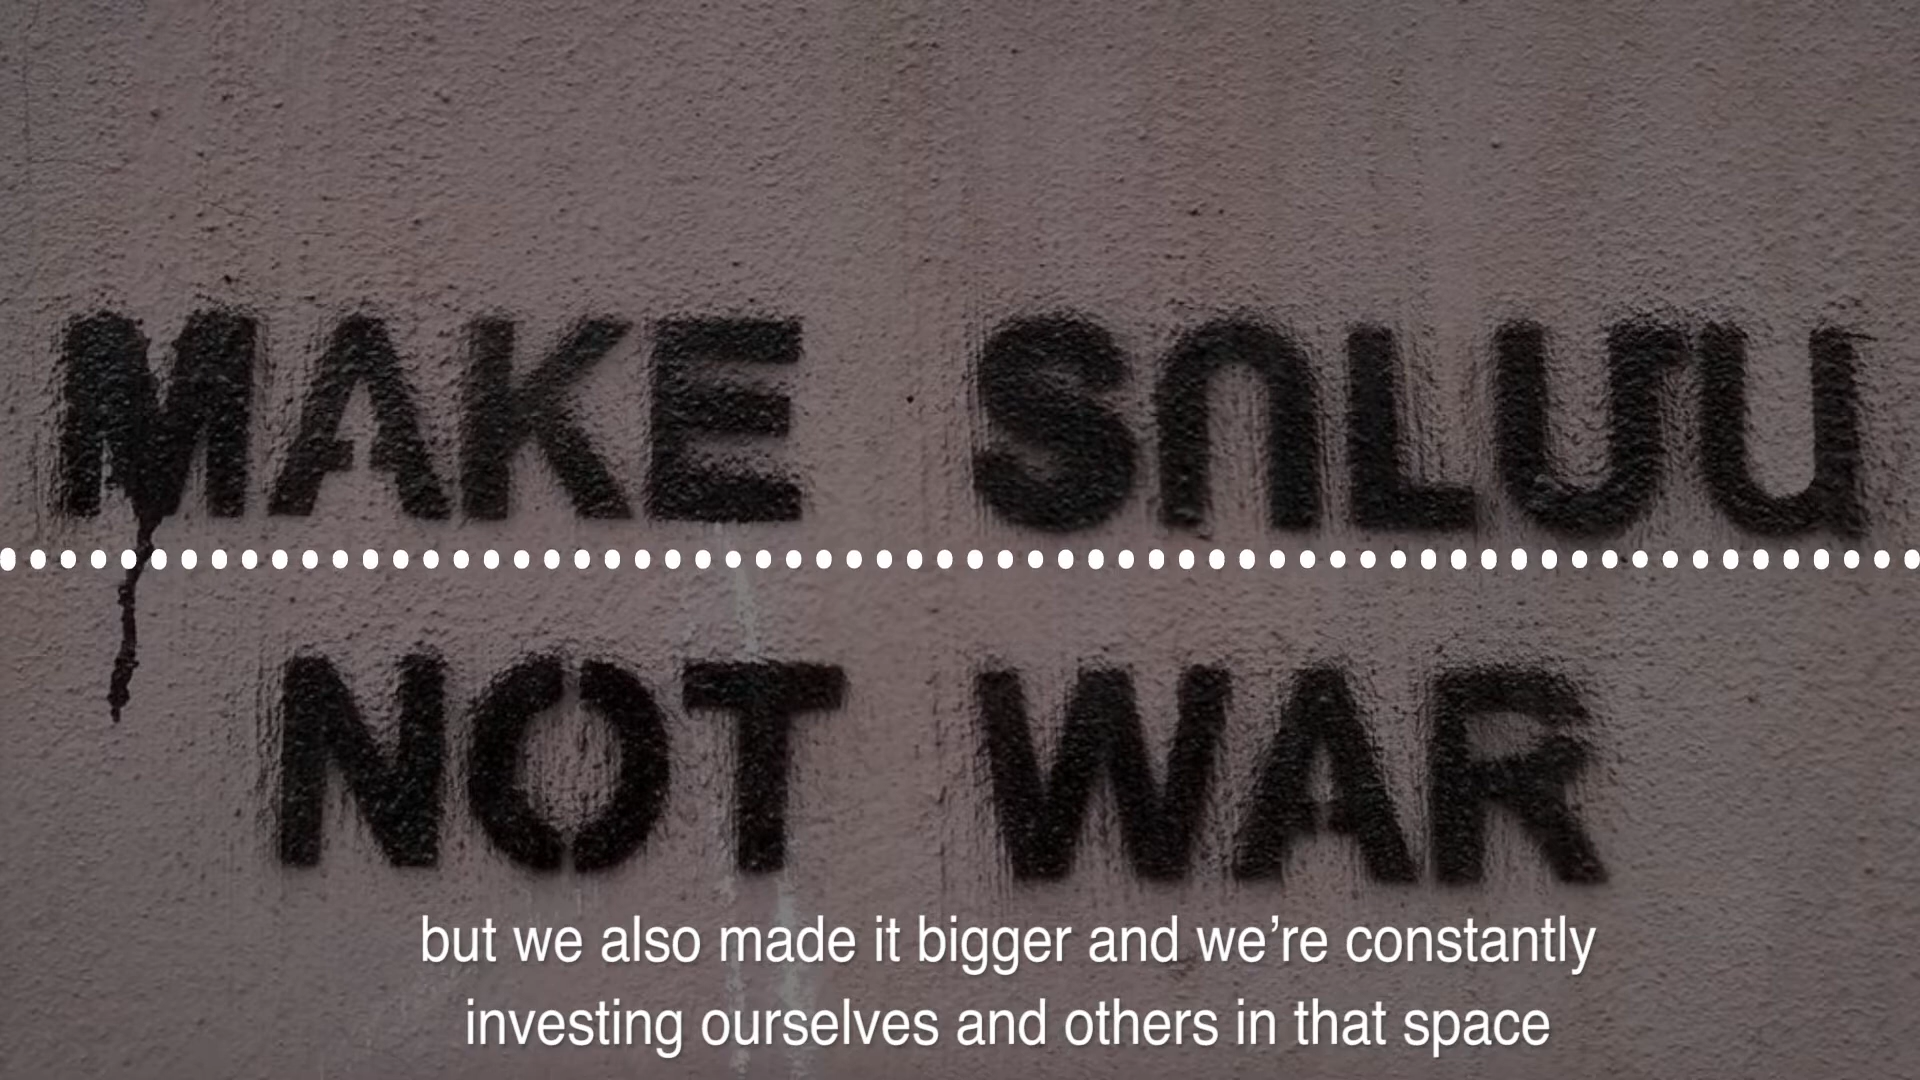 MAKE SՈԼՄՍ
NOT WAR
but we also made it bigger and we’re constantly
investing ourselves and others in that space